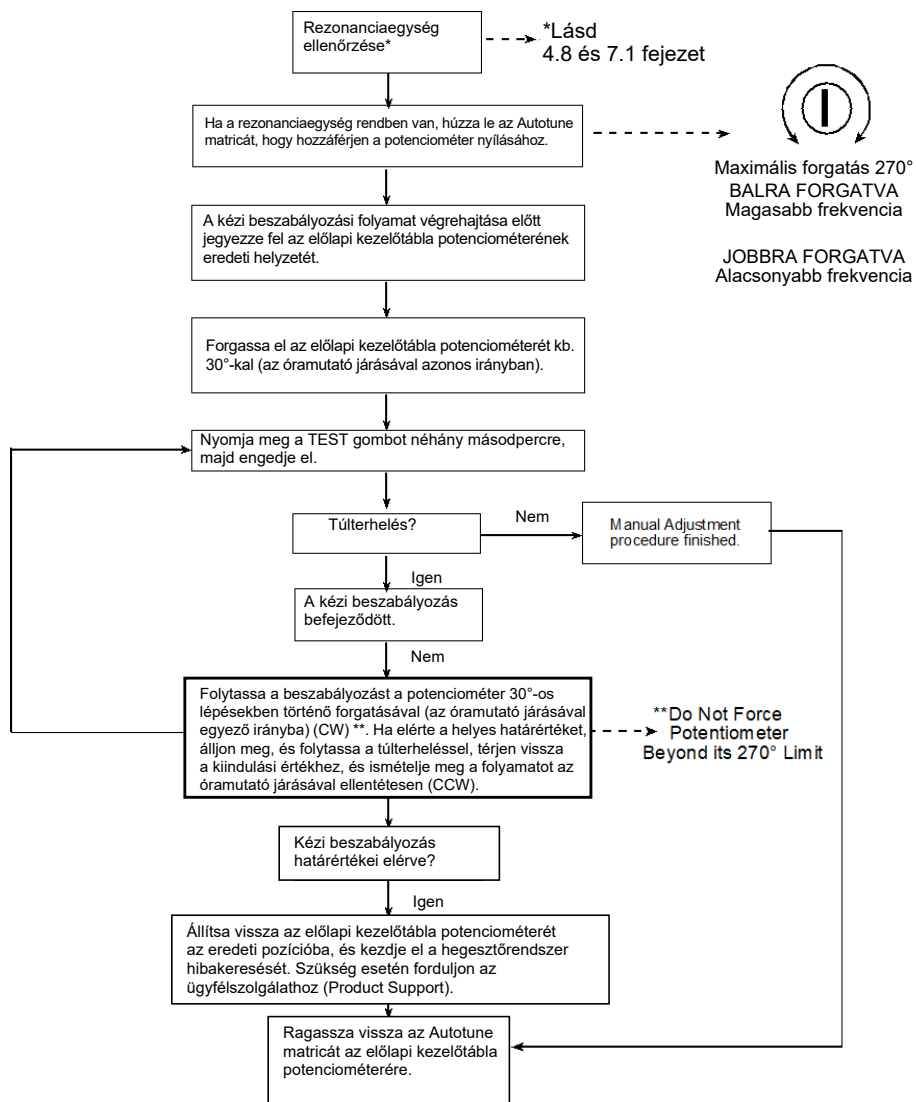 Rezonanciaegység
ellenőrzése*
*Lásd
4.8 és 7.1 fejezet
Ha a rezonanciaegység rendben van, húzza le az Autotune
matricát, hogy hozzáférjen a potenciométer nyílásához.
Maximális forgatás 270°
BALRA FORGATVA
Magasabb frekvencia
JOBBRA FORGATVA
Alacsonyabb frekvencia
A kézi beszabályozási folyamat végrehajtása előtt
jegyezze fel az előlapi kezelőtábla potenciométerének
eredeti helyzetét.
Forgassa el az előlapi kezelőtábla potenciométerét kb.
30°-kal (az óramutató járásával azonos irányban).
Nyomja meg a TEST gombot néhány másodpercre,
majd engedje el.
Túlterhelés?
Nem
Manual Adjustment
procedure finished.
Igen
A kézi beszabályozás
befejeződött.
Nem
Folytassa a beszabályozást a potenciométer 30°-os
lépésekben történő forgatásával (az óramutató járásával
egyező irányba) (CW) **. Ha elérte a helyes határértéket,
álljon meg, és folytassa a túlterheléssel, térjen vissza
a kiindulási értékhez, és ismételje meg a folyamatot az
óramutató járásával ellentétesen (CCW).
**Do Not Force
Potentiometer
Beyond its 270° Limit
Kézi beszabályozás
határértékei elérve?
Igen
Állítsa vissza az előlapi kezelőtábla potenciométerét
az eredeti pozícióba, és kezdje el a hegesztőrendszer
hibakeresését. Szükség esetén forduljon az
ügyfélszolgálathoz (Product Support).
Ragassza vissza az Autotune
matricát az előlapi kezelőtábla
potenciométerére.